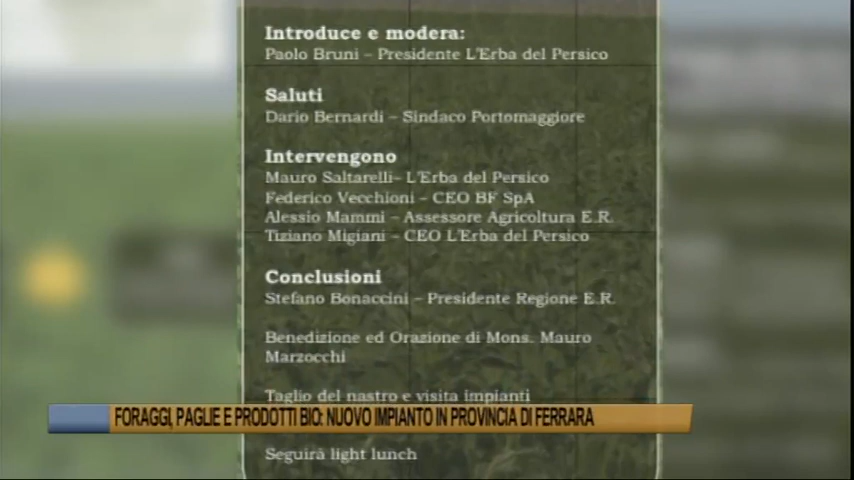 Introduce e modera:
Paolo Bruni – Presidente L'Erba del Persico
Saluti
Dario Bernardi – Sindaco Portomaggiore
Intervengono
Mauro Saltarelli– L'Erba del Persico
Federico Vecchioni – CEO BF SpA
Alessio Mammi – Assessore Agricoltura E.R.
Tiziano Migiani – CEO L'Erba del Persico
Conclusioni
Stefano Bonaccini – Presidente Regione E.R.
Benedizione ed Orazione di Mons. Mauro
Marzocchi
Taglio del nastro e visita impianti
FORAGGI, PAGLIE E PRODOTTI BIO: NUOVO IMPIANTO IN PROVINCIA DI FERRARA
Seguirà light lunch